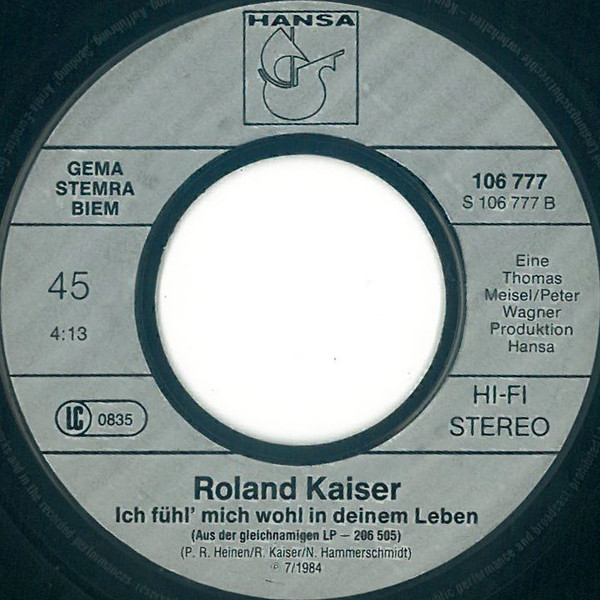 HANSA
GEMA
STEMRA
BIEM
106 777
S 106 777 B
45
4:13
Eine
Thomas
Meisel/Peter
Wagner
Produktion
Hansa
LC 0835
HI-FI
STEREO
Roland Kaiser
Ich fühl' mich wohl in deinem Leben
(Aus der gleichnamigen LP – 206 505)
(P. R. Heinen/R. Kaiser/N. Hammerschmidt)
℗ 7/1984